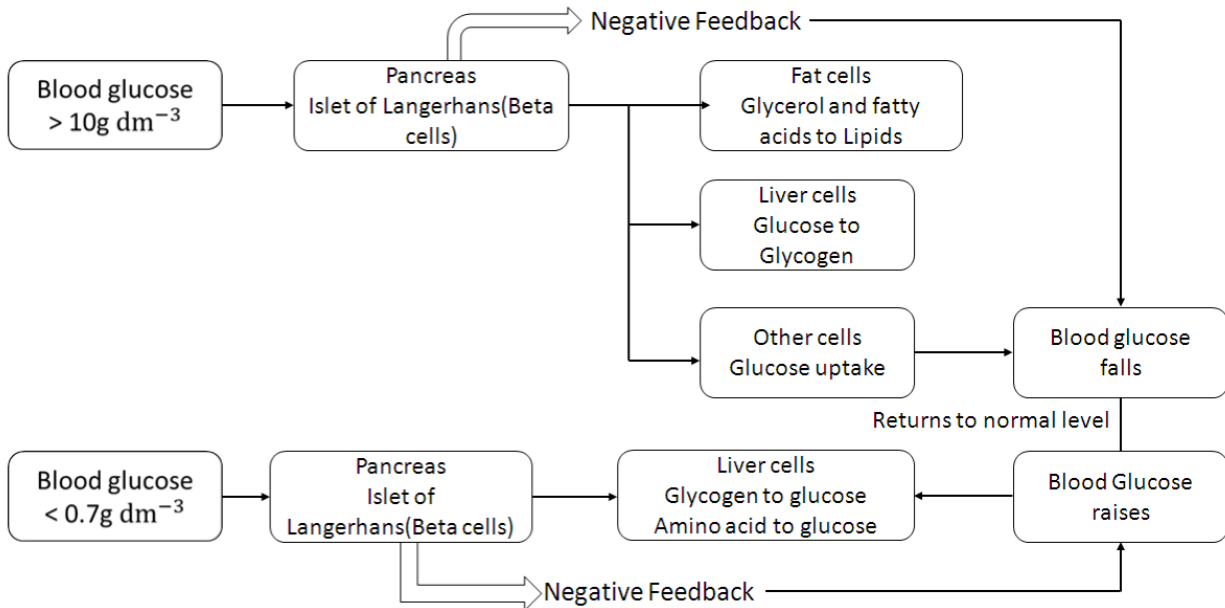 Negative Feedback
Blood glucose
> 10g dm⁻³
Pancreas
Islet of Langerhans(Beta
cells)
Fat cells
Glycerol and fatty
acids to Lipids
Liver cells
Glucose to
Glycogen
Other cells
Glucose uptake
Blood glucose
falls
Returns to normal level
Blood glucose
< 0.7g dm⁻³
Pancreas
Islet of
Langerhans(Beta cells)
Liver cells
Glycogen to glucose
Amino acid to glucose
Blood Glucose
raises
Negative Feedback